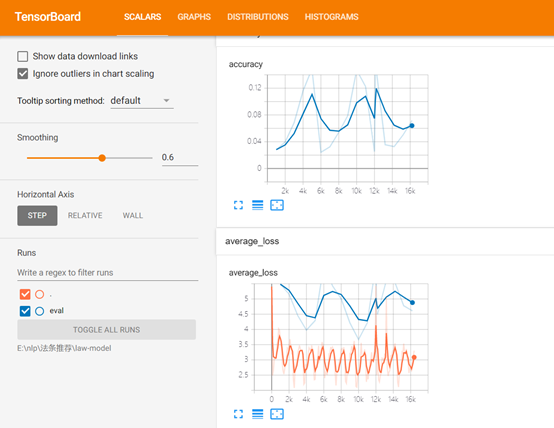 TensorBoard SCALARS GRAPHS DISTRIBUTIONS HISTOGRAMS
Show data download links
Ignore outliers in chart scaling
Tooltip sorting method: default
Smoothing
0.6
Horizontal Axis
STEP RELATIVE WALL
Runs
Write a regex to filter runs
.
eval
TOGGLE ALL RUNS
E:\nlp\法条推荐\law-model
accuracy
0.12
0.08
0.04
0
2k 4k 6k 8k 10k 12k 14k 16k
average_loss
average_loss
5
4.5
4
3.5
3
2.5
0 2k 4k 6k 8k 10k 12k 14k 16k